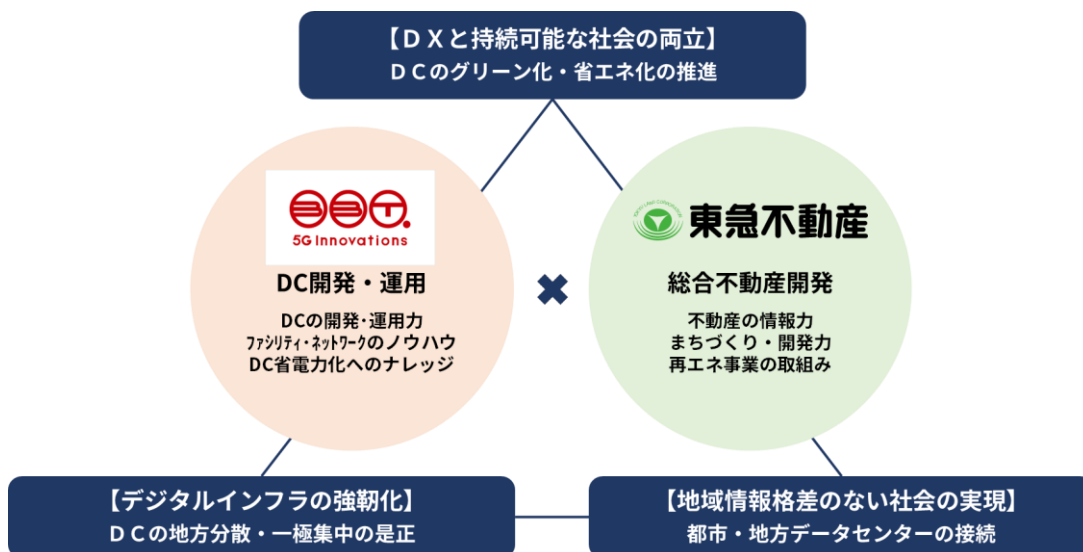 【ＤＸと持続可能な社会の両立】
ＤＣのグリーン化・省エネ化の推進
BBT.
5G Innovations
DC開発・運用
DCの開発･運用力
ﾌｧｼﾘﾃｨ･ﾈｯﾄﾜｰｸのノウハウ
DC省電力化へのナレッジ
東急不動産
総合不動産開発
不動産の情報力
まちづくり・開発力
再エネ事業の取組み
【デジタルインフラの強靭化】
ＤＣの地方分散・一極集中の是正
【地域情報格差のない社会の実現】
都市・地方データセンターの接続